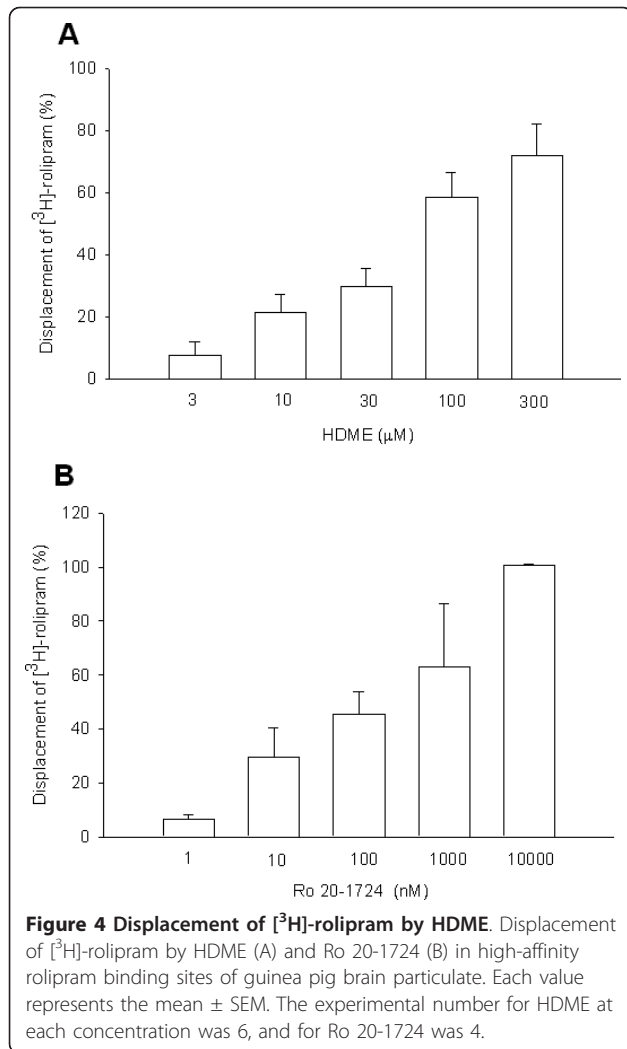 A
Displacement of [³H]-rolipram (%)
100
80
60
40
20
0
3 10 30 100 300
HDME (μM)
B
Displacement of [³H]-rolipram (%)
120
100
80
60
40
20
0
1 10 100 1000 10000
Ro 20-1724 (nM)
Figure 4 Displacement of [³H]-rolipram by HDME. Displacement
of [³H]-rolipram by HDME (A) and Ro 20-1724 (B) in high-affinity
rolipram binding sites of guinea pig brain particulate. Each value
represents the mean ± SEM. The experimental number for HDME at
each concentration was 6, and for Ro 20-1724 was 4.